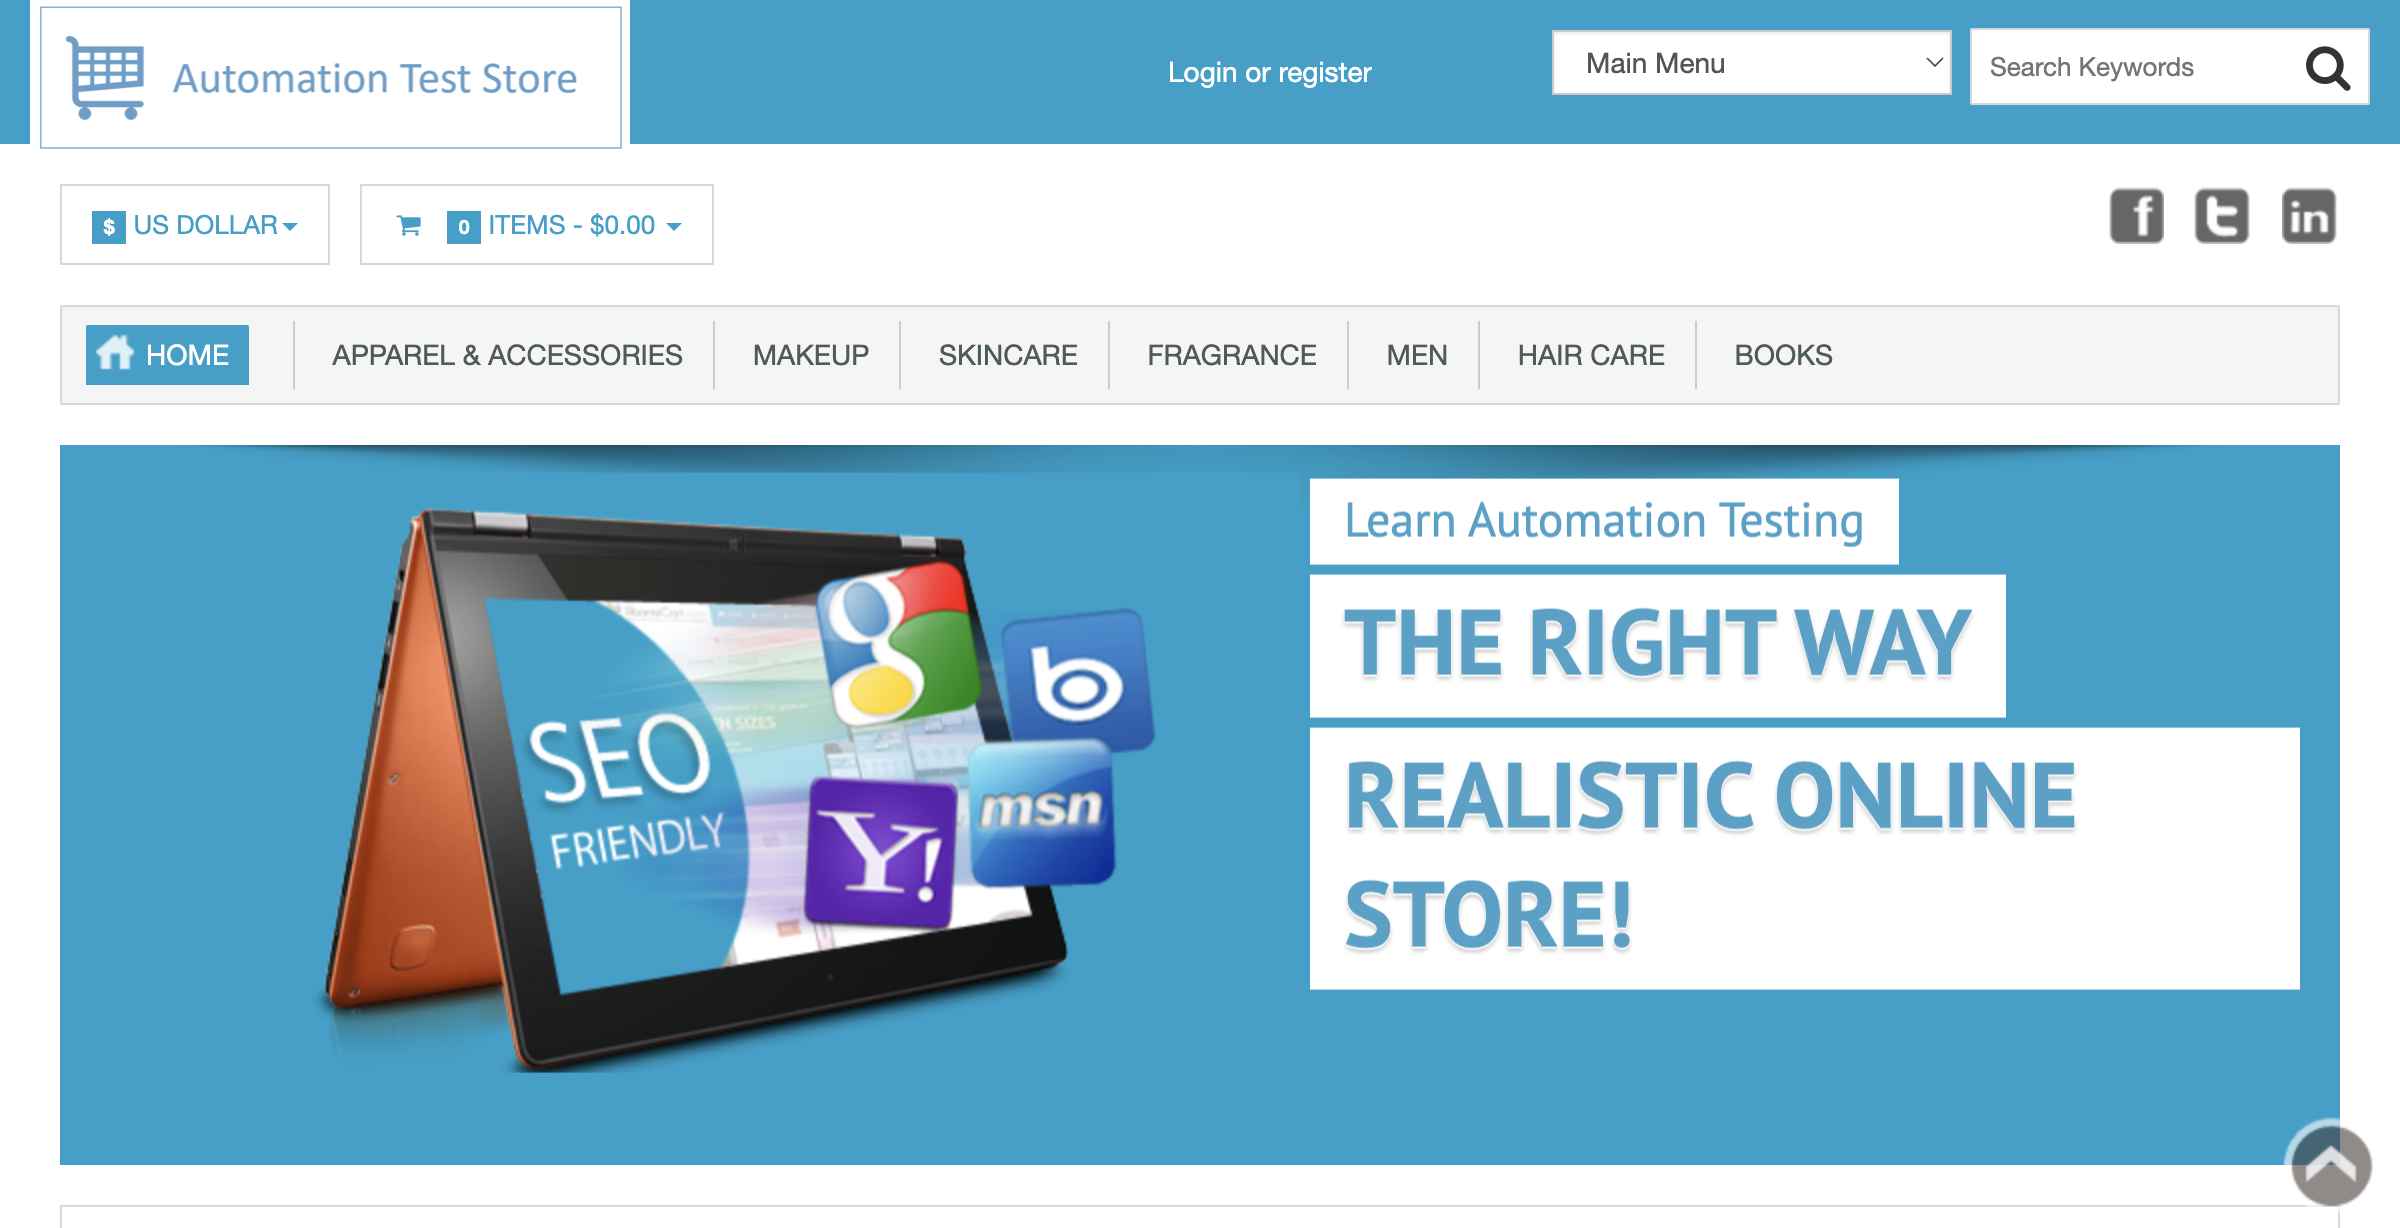 Automation Test Store
Login or register
Main Menu
Search Keywords
$ US DOLLAR
0 ITEMS - $0.00
f t in
HOME
APPAREL & ACCESSORIES
MAKEUP
SKINCARE
FRAGRANCE
MEN
HAIR CARE
BOOKS
Learn Automation Testing
THE RIGHT WAY
REALISTIC ONLINE
STORE!
g
b
N SIZES
SEO
FRIENDLY
msn
Y!